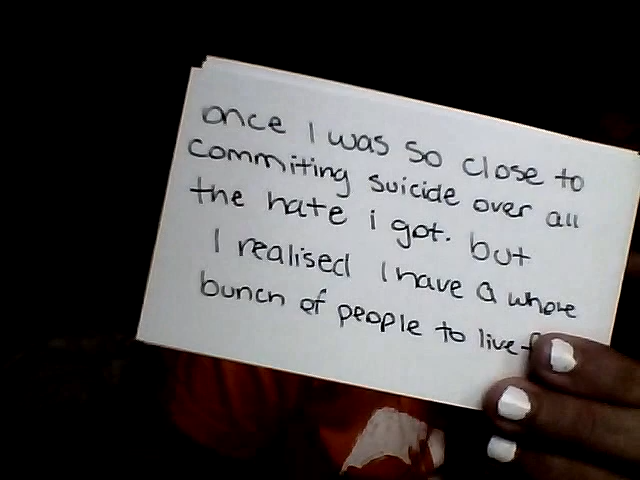 once I was so close to
commiting suicide over all
the hate i got. but
I realised I have a whole
bunch of people to live